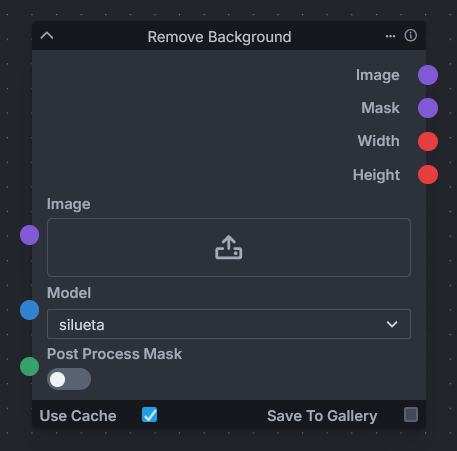 Remove Background
Image
Mask
Width
Height
Image
Model
silueta
Post Process Mask
Use Cache Save To Gallery